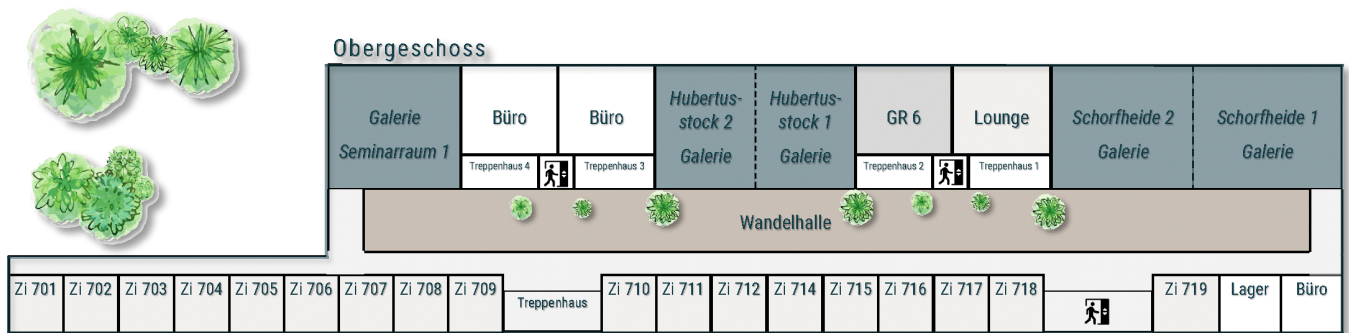 Obergeschoss
Galerie
Seminarraum 1
Büro
Büro
Hubertus-
stock 2
Galerie
Hubertus-
stock 1
Galerie
GR 6
Lounge
Schorfheide 2
Galerie
Schorfheide 1
Galerie
Treppenhaus 4
Treppenhaus 3
Treppenhaus 2
Treppenhaus 1
Wandelhalle
Zi 701
Zi 702
Zi 703
Zi 704
Zi 705
Zi 706
Zi 707
Zi 708
Zi 709
Treppenhaus
Zi 710
Zi 711
Zi 712
Zi 714
Zi 715
Zi 716
Zi 717
Zi 718
Zi 719
Lager
Büro